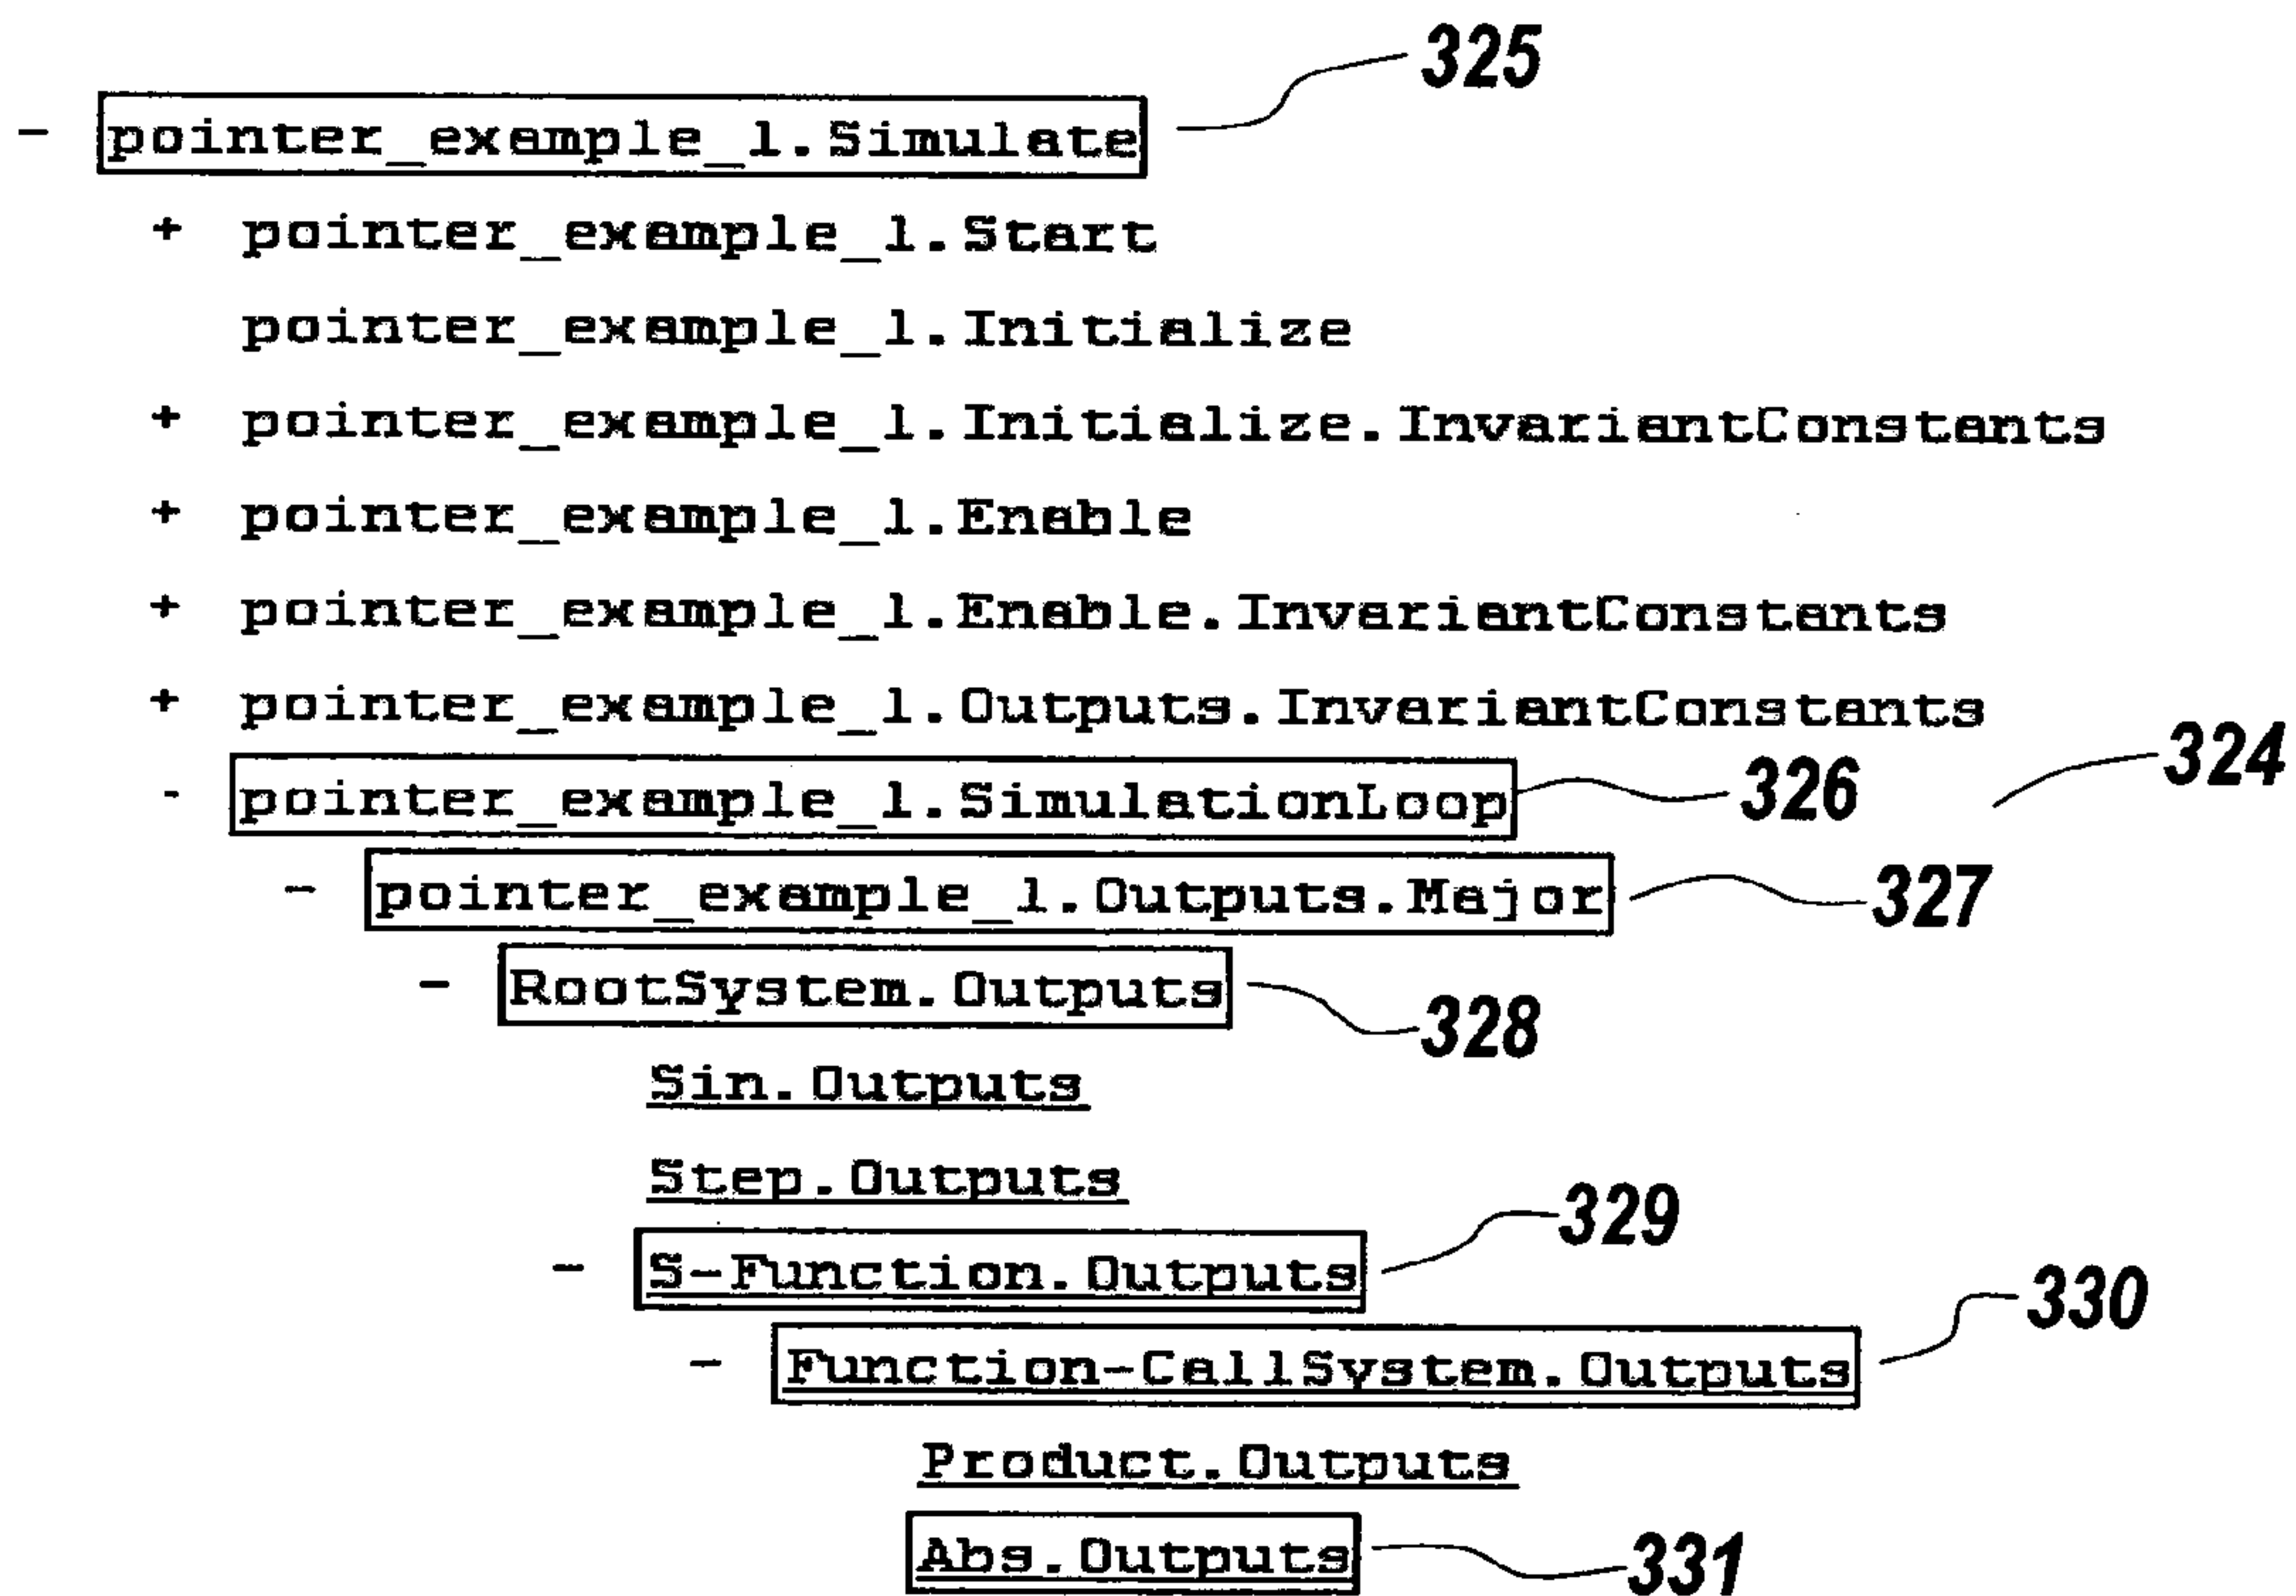 325
- pointer_example_1.Simulate
+ pointer_example_1.Start
pointer_example_1.Initialize
+ pointer_example_1.Initialize.InvariantConstants
+ pointer_example_1.Enable
+ pointer_example_1.Enable.InvariantConstants
+ pointer_example_1.Outputs.InvariantConstants
324
- pointer_example_1.SimulationLoop 326
- pointer_example_1.Outputs.Major 327
- RootSystem.Outputs 328
Sin.Outputs
Step.Outputs
329
- S-Function.Outputs
330
- Function-CallSystem.Outputs
Product.Outputs
Abs.Outputs 331